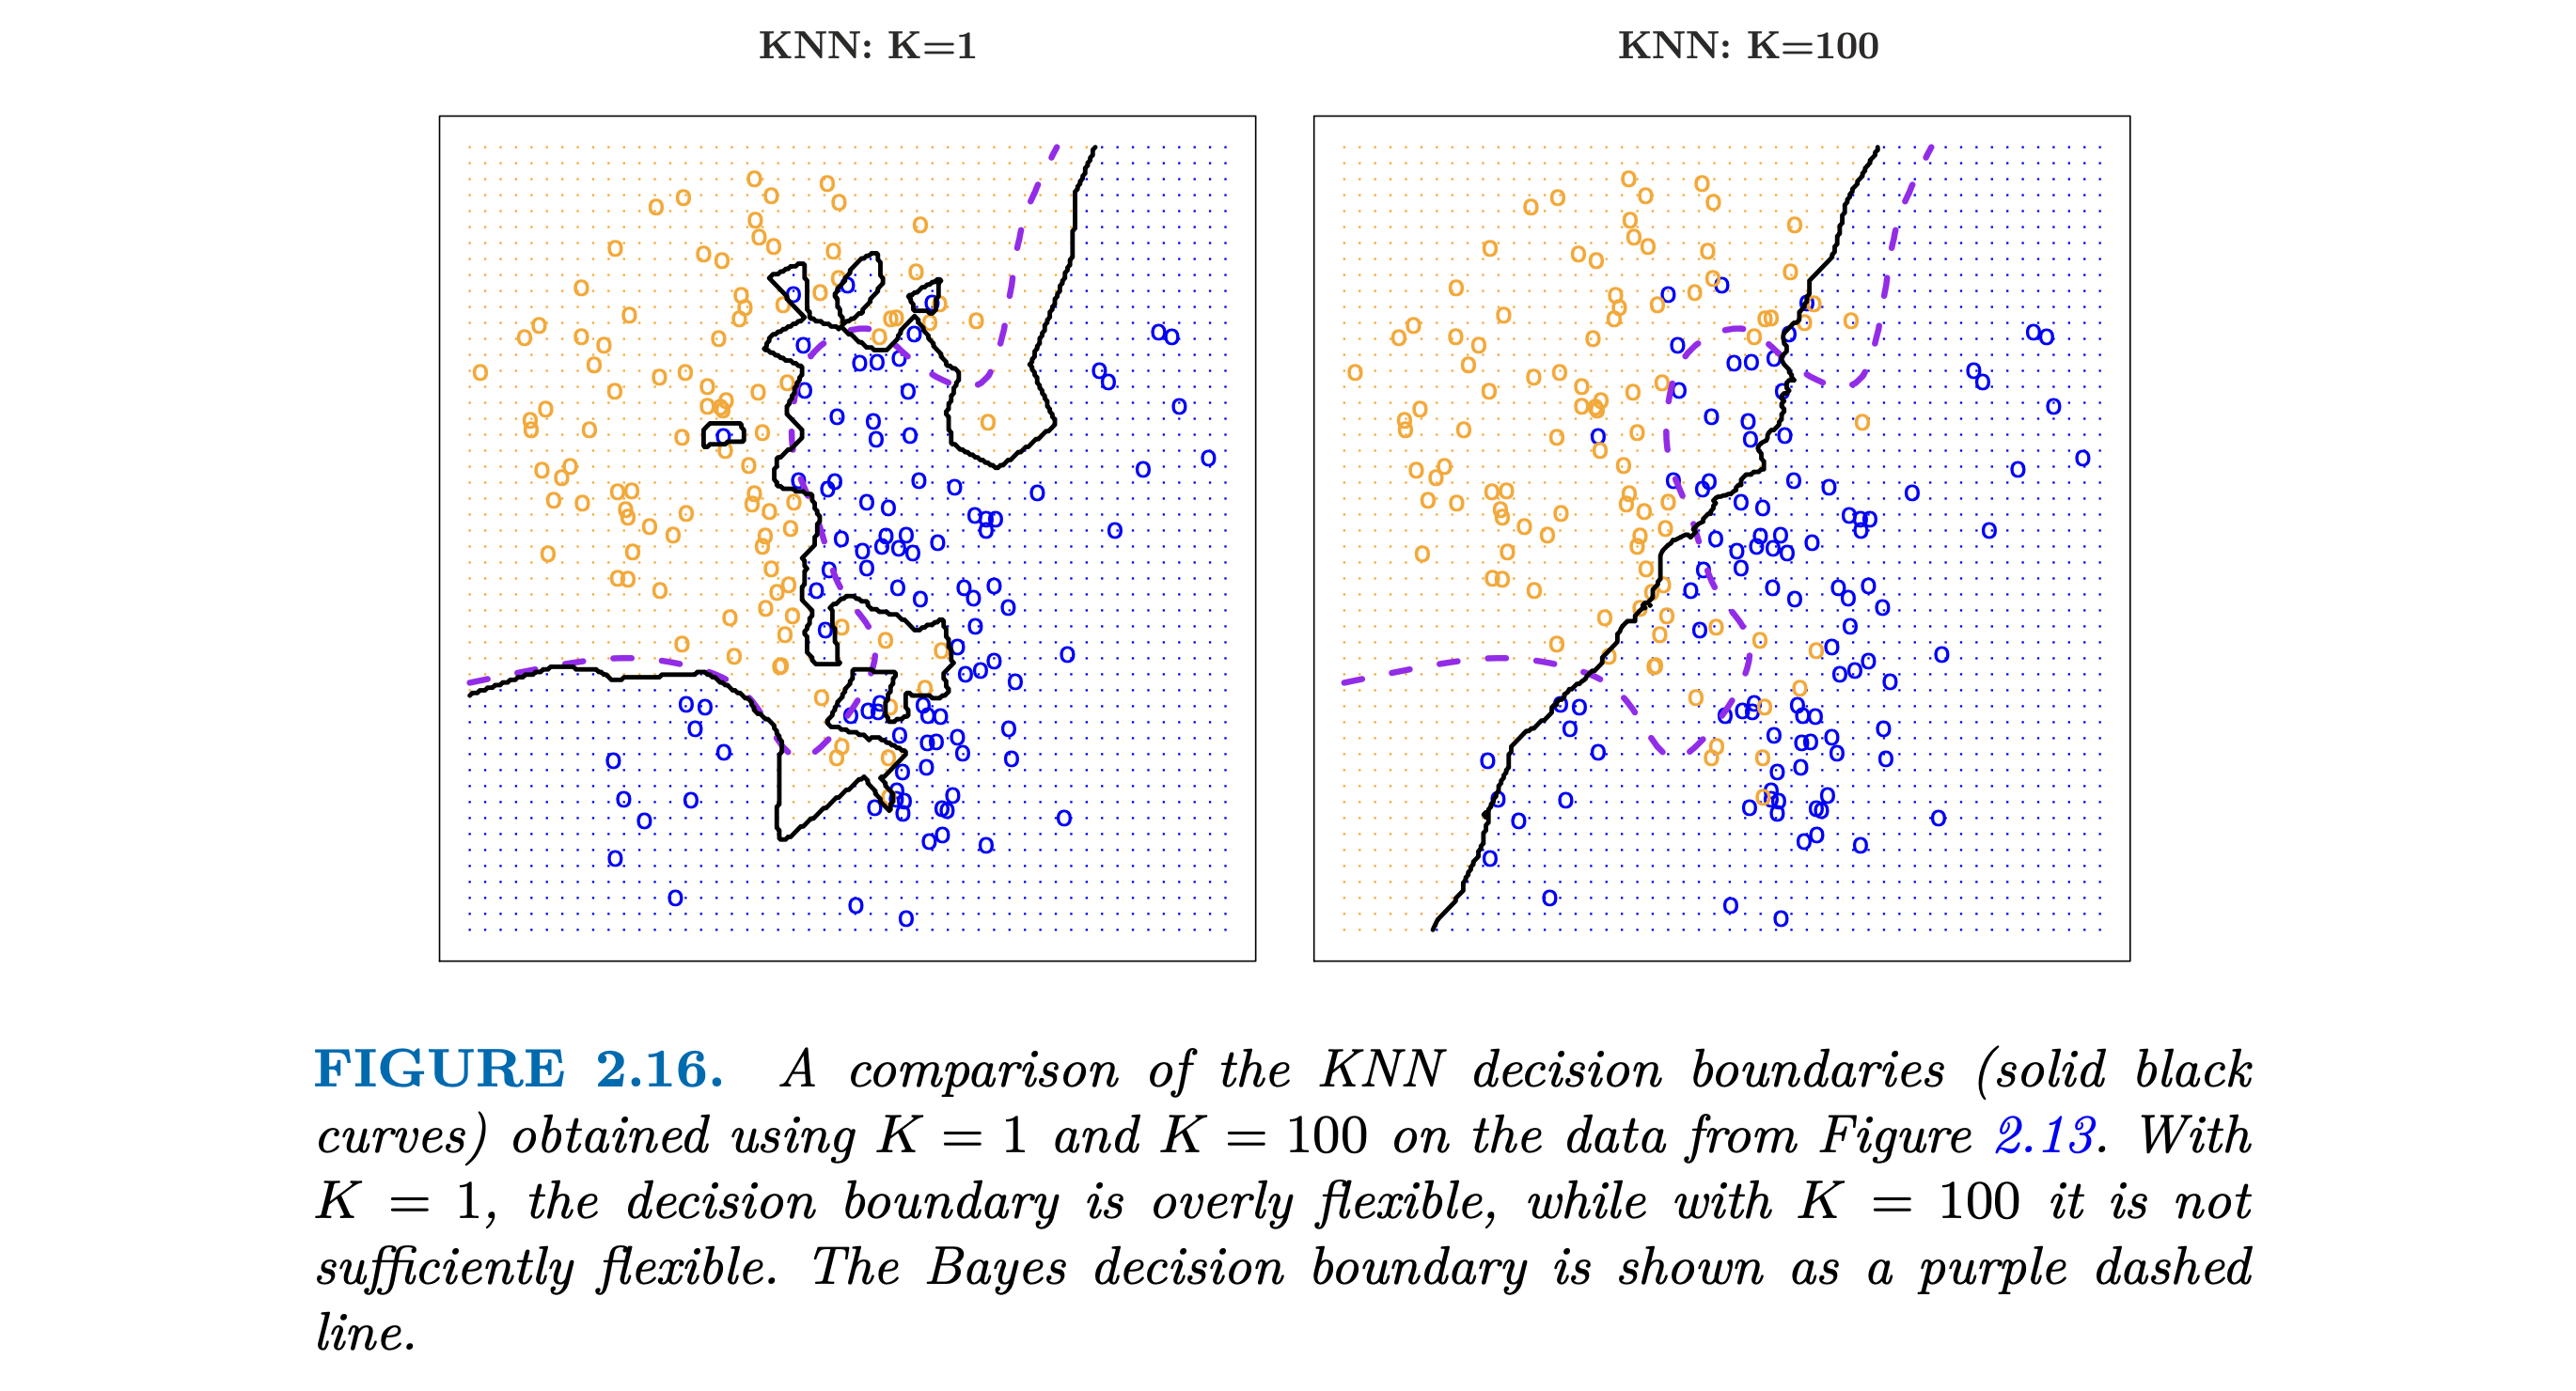 KNN: K=1
KNN: K=100
FIGURE 2.16. A comparison of the KNN decision boundaries (solid black
curves) obtained using K = 1 and K = 100 on the data from Figure 2.13. With
K = 1, the decision boundary is overly flexible, while with K = 100 it is not
sufficiently flexible. The Bayes decision boundary is shown as a purple dashed
line.